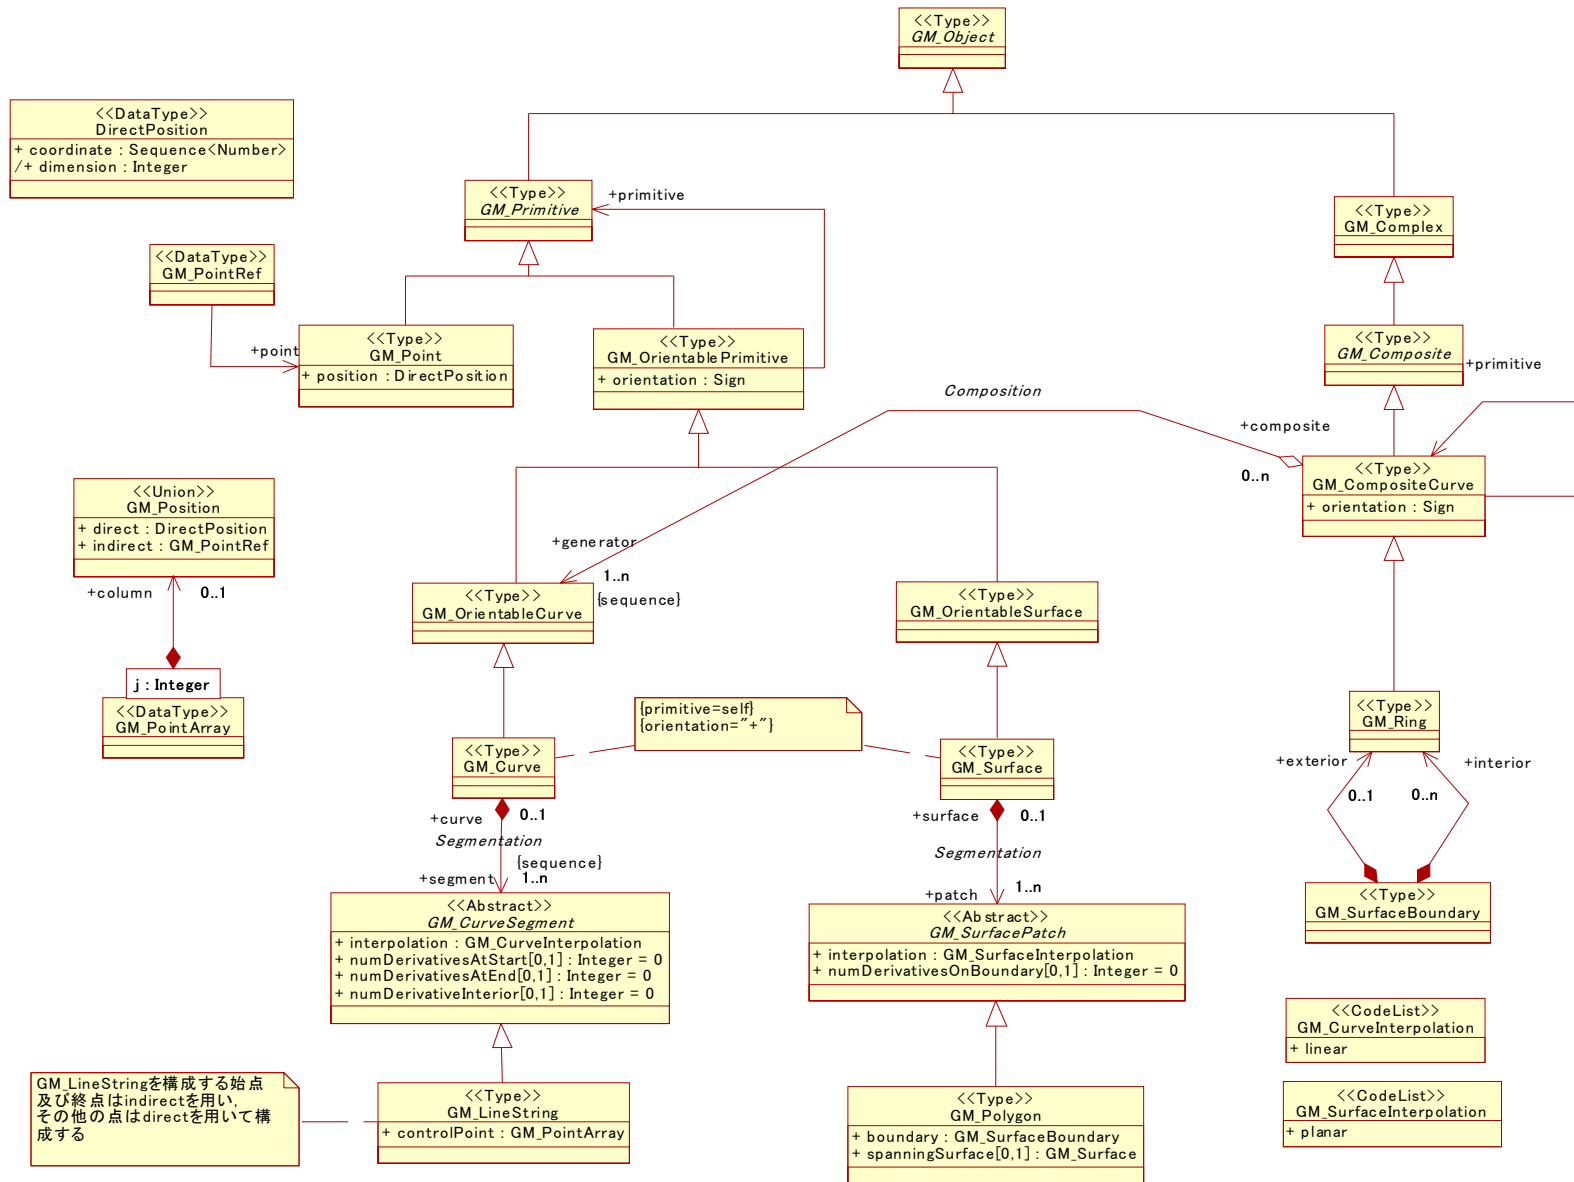 <<Type>>
GM_Object
<<DataType>>
DirectPosition
+ coordinate : Sequence<Number>
/+ dimension : Integer
<<Type>>
GM_Primitive
+primitive
<<Type>>
GM_Complex
<<DataType>>
GM_PointRef
+point
<<Type>>
GM_Point
+ position : DirectPosition
<<Type>>
GM_OrientablePrimitive
+ orientation : Sign
<<Type>>
GM_Composite
+primitive
Composition
+composite
0..n
<<Type>>
GM_CompositeCurve
+ orientation : Sign
<<Union>>
GM_Position
+ direct : DirectPosition
+ indirect : GM_PointRef
+column
0..1
j : Integer
<<DataType>>
GM_PointArray
+generator
1..n
{sequence}
<<Type>>
GM_OrientableCurve
<<Type>>
GM_OrientableSurface
{primitive=self}
{orientation="+"}
<<Type>>
GM_Curve
<<Type>>
GM_Surface
<<Type>>
GM_Ring
+exterior
+interior
0..1
0..n
<<Type>>
GM_SurfaceBoundary
+curve
0..1
Segmentation
{sequence}
+segment
1..n
+surface
0..1
Segmentation
+patch
1..n
<<Abstract>>
GM_CurveSegment
+ interpolation : GM_CurveInterpolation
+ numDerivativesAtStart[0,1] : Integer = 0
+ numDerivativesAtEnd[0,1] : Integer = 0
+ numDerivativeInterior[0,1] : Integer = 0
<<Abstract>>
GM_SurfacePatch
+ interpolation : GM_SurfaceInterpolation
+ numDerivativesOnBoundary[0,1] : Integer = 0
<<CodeList>>
GM_CurveInterpolation
+ linear
GM_LineStringを構成する始点
及び終点はindirectを用い,
その他の点はdirectを用いて構
成する
<<Type>>
GM_LineString
+ controlPoint : GM_PointArray
<<Type>>
GM_Polygon
+ boundary : GM_SurfaceBoundary
+ spanningSurface[0,1] : GM_Surface
<<CodeList>>
GM_SurfaceInterpolation
+ planar